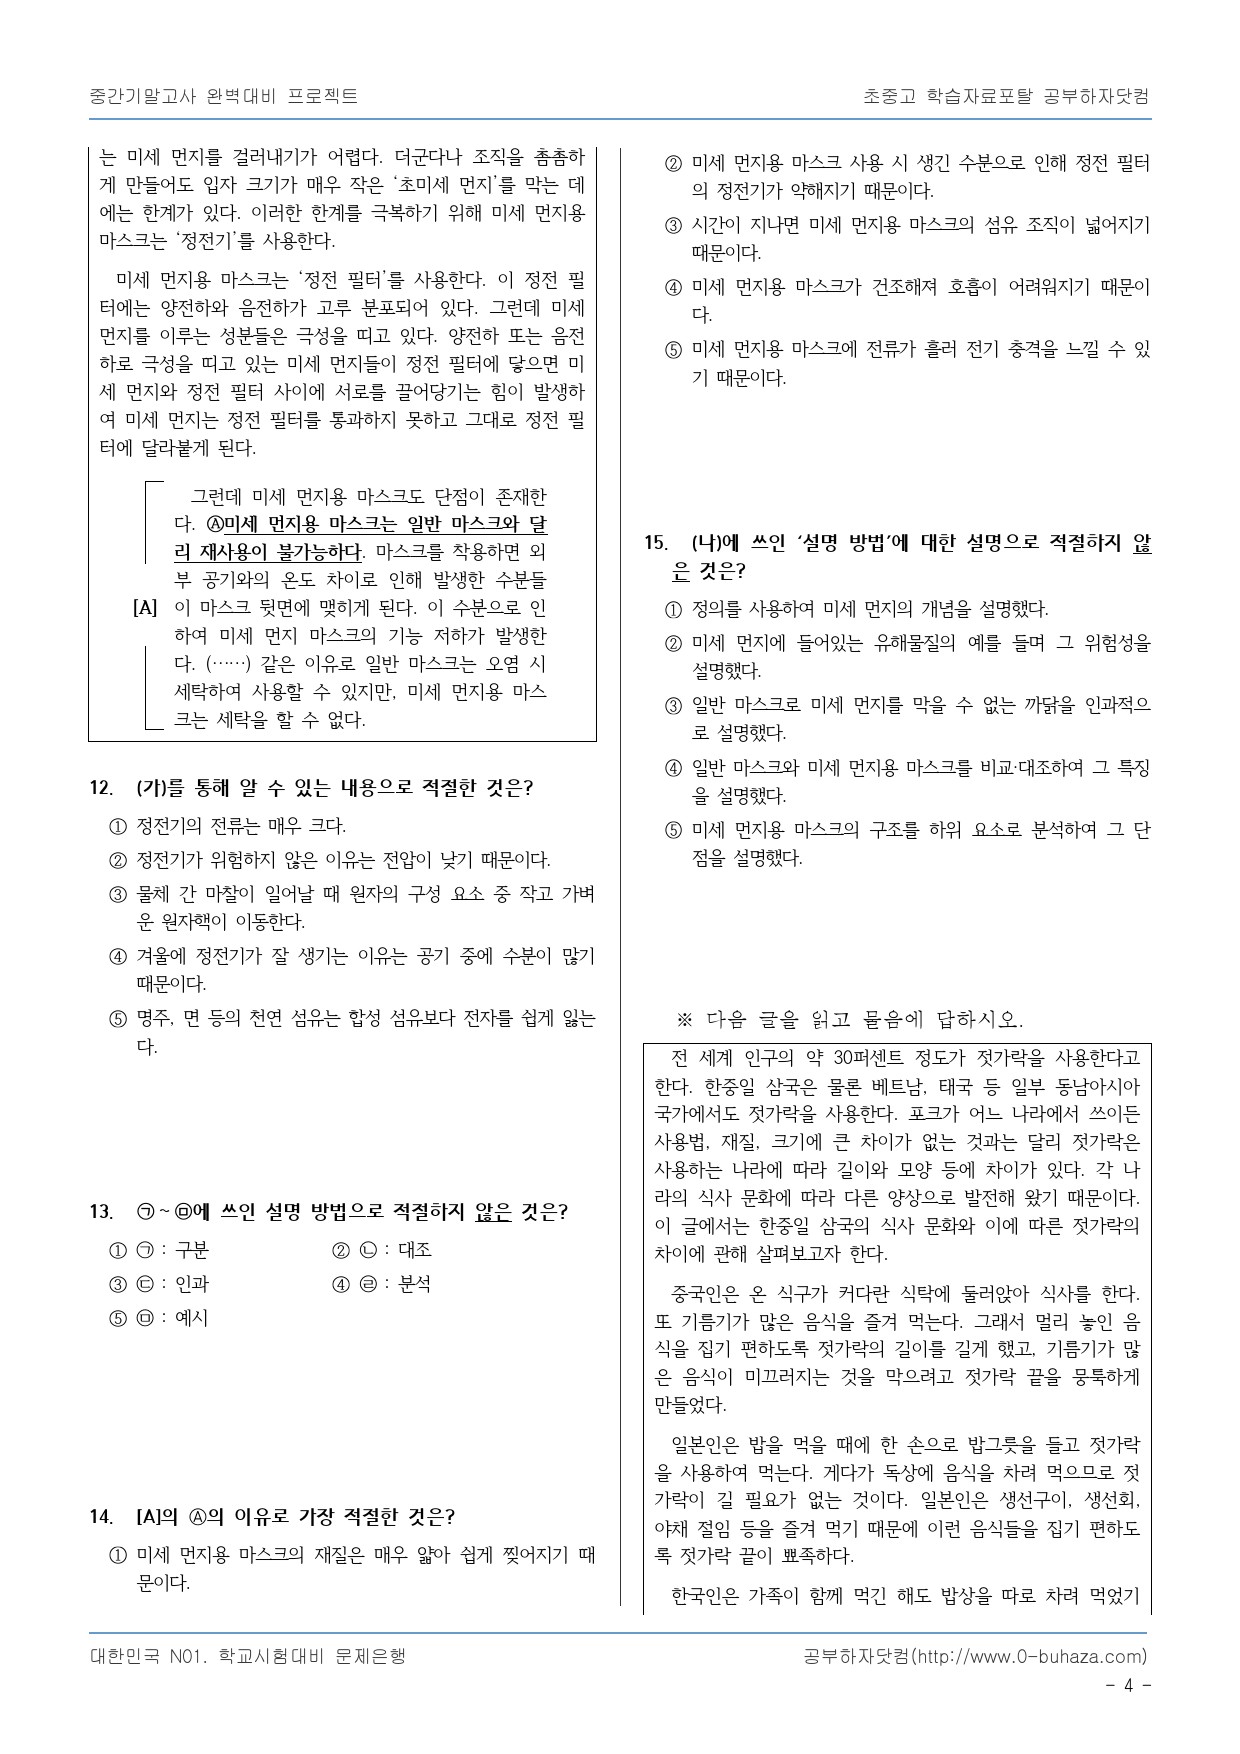 중간기말고사 완벽대비 프로젝트
초중고 학습자료포탈 공부하자닷컴
는 미세 먼지를 걸러내기가 어렵다. 더군다나 조직을 촘촘하
게 만들어도 입자 크기가 매우 작은 ‘초미세 먼지’를 막는 데
에는 한계가 있다. 이러한 한계를 극복하기 위해 미세 먼지용
마스크는 ‘정전기’를 사용한다.
미세 먼지용 마스크는 ‘정전 필터’를 사용한다. 이 정전 필
터에는 양전하와 음전하가 고루 분포되어 있다. 그런데 미세
먼지를 이루는 성분들은 극성을 띠고 있다. 양전하 또는 음전
하로 극성을 띠고 있는 미세 먼지들이 정전 필터에 닿으면 미
세 먼지와 정전 필터 사이에 서로를 끌어당기는 힘이 발생하
여 미세 먼지는 정전 필터를 통과하지 못하고 그대로 정전 필
터에 달라붙게 된다.
그런데 미세 먼지용 마스크도 단점이 존재한
다. Ⓐ미세 먼지용 마스크는 일반 마스크와 달
리 재사용이 불가능하다. 마스크를 착용하면 외
부 공기와의 온도 차이로 인해 발생한 수분들
[A] 이 마스크 뒷면에 맺히게 된다. 이 수분으로 인
하여 미세 먼지 마스크의 기능 저하가 발생한
다. (……) 같은 이유로 일반 마스크는 오염 시
세탁하여 사용할 수 있지만, 미세 먼지용 마스
크는 세탁을 할 수 없다.
12. (가)를 통해 알 수 있는 내용으로 적절한 것은?
① 정전기의 전류는 매우 크다.
② 정전기가 위험하지 않은 이유는 전압이 낮기 때문이다.
③ 물체 간 마찰이 일어날 때 원자의 구성 요소 중 작고 가벼
운 원자핵이 이동한다.
④ 겨울에 정전기가 잘 생기는 이유는 공기 중에 수분이 많기
때문이다.
⑤ 명주, 면 등의 천연 섬유는 합성 섬유보다 전자를 쉽게 잃는
다.
13. ㉠~㉤에 쓰인 설명 방법으로 적절하지 않은 것은?
① ㉠ : 구분 ② ㉡ : 대조
③ ㉢ : 인과 ④ ㉣ : 분석
⑤ ㉤ : 예시
14. [A]의 Ⓐ의 이유로 가장 적절한 것은?
① 미세 먼지용 마스크의 재질은 매우 얇아 쉽게 찢어지기 때
문이다.
② 미세 먼지용 마스크 사용 시 생긴 수분으로 인해 정전 필터
의 정전기가 약해지기 때문이다.
③ 시간이 지나면 미세 먼지용 마스크의 섬유 조직이 넓어지기
때문이다.
④ 미세 먼지용 마스크가 건조해져 호흡이 어려워지기 때문이
다.
⑤ 미세 먼지용 마스크에 전류가 흘러 전기 충격을 느낄 수 있
기 때문이다.
15. (나)에 쓰인 ‘설명 방법’에 대한 설명으로 적절하지 않
은 것은?
① 정의를 사용하여 미세 먼지의 개념을 설명했다.
② 미세 먼지에 들어있는 유해물질의 예를 들며 그 위험성을
설명했다.
③ 일반 마스크로 미세 먼지를 막을 수 없는 까닭을 인과적으
로 설명했다.
④ 일반 마스크와 미세 먼지용 마스크를 비교·대조하여 그 특징
을 설명했다.
⑤ 미세 먼지용 마스크의 구조를 하위 요소로 분석하여 그 단
점을 설명했다.
※ 다음 글을 읽고 물음에 답하시오.
전 세계 인구의 약 30퍼센트 정도가 젓가락을 사용한다고
한다. 한중일 삼국은 물론 베트남, 태국 등 일부 동남아시아
국가에서도 젓가락을 사용한다. 포크가 어느 나라에서 쓰이든
사용법, 재질, 크기에 큰 차이가 없는 것과는 달리 젓가락은
사용하는 나라에 따라 길이와 모양 등에 차이가 있다. 각 나
라의 식사 문화에 따라 다른 양상으로 발전해 왔기 때문이다.
이 글에서는 한중일 삼국의 식사 문화와 이에 따른 젓가락의
차이에 관해 살펴보고자 한다.
중국인은 온 식구가 커다란 식탁에 둘러앉아 식사를 한다.
또 기름기가 많은 음식을 즐겨 먹는다. 그래서 멀리 놓인 음
식을 집기 편하도록 젓가락의 길이를 길게 했고, 기름기가 많
은 음식이 미끄러지는 것을 막으려고 젓가락 끝을 뭉툭하게
만들었다.
일본인은 밥을 먹을 때에 한 손으로 밥그릇을 들고 젓가락
을 사용하여 먹는다. 게다가 독상에 음식을 차려 먹으므로 젓
가락이 길 필요가 없는 것이다. 일본인은 생선구이, 생선회,
야채 절임 등을 즐겨 먹기 때문에 이런 음식들을 집기 편하도
록 젓가락 끝이 뾰족하다.
한국인은 가족이 함께 먹긴 해도 밥상을 따로 차려 먹었기
대한민국 N01. 학교시험대비 문제은행
공부하자닷컴(http://www.0-buhaza.com)
- 4 -